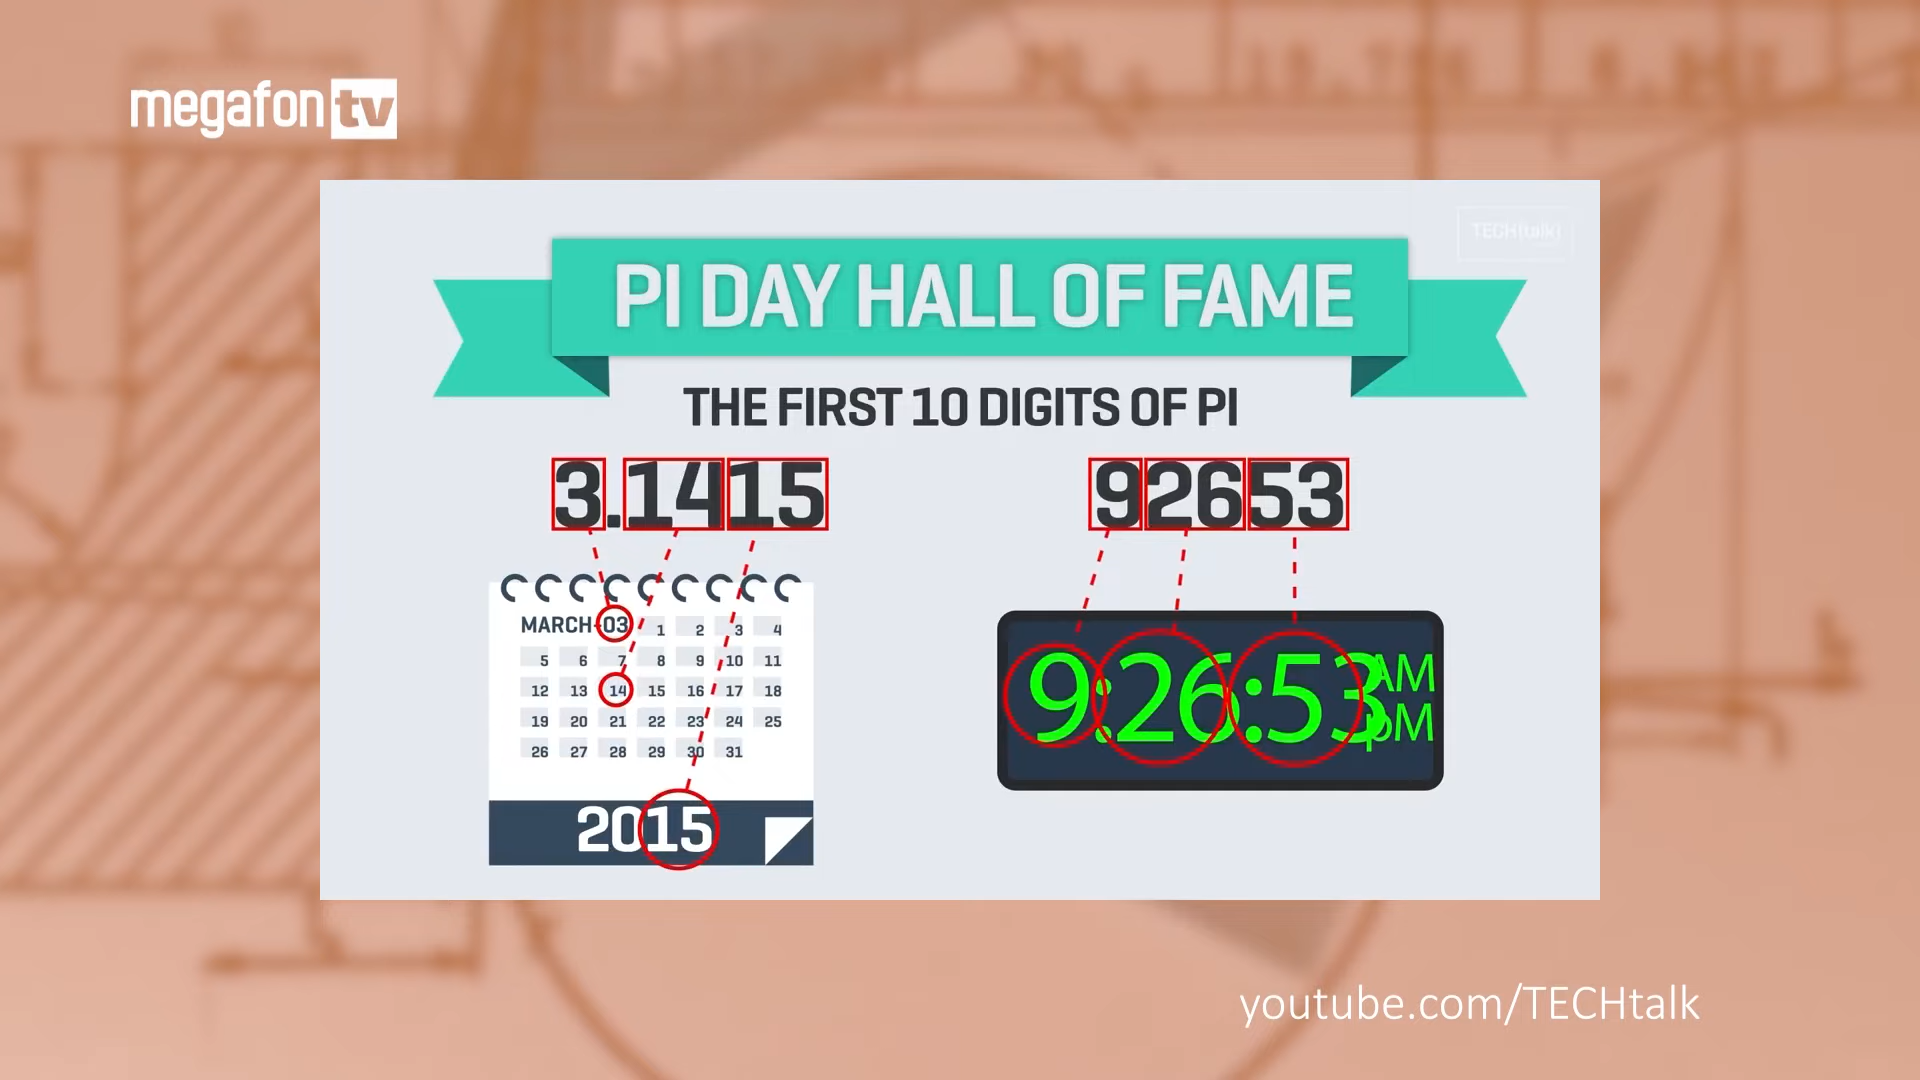 megafon tv
TECH(talk)
PI DAY HALL OF FAME
THE FIRST 10 DIGITS OF PI
3.1415
92653
MARCH-03 1 2 3 4
5 6 7 8 9 10 11
12 13 14 15 16 17 18
19 20 21 22 23 24 25
26 27 28 29 30 31
2015
9:26:53
AM
pM
youtube.com/TECHtalk